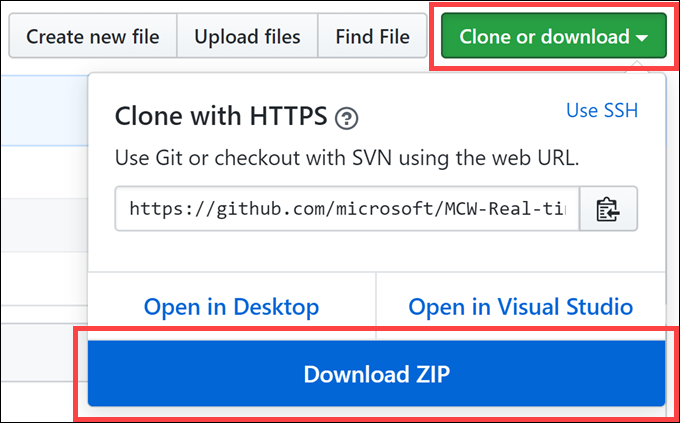 Create new file
Upload files
Find File
Clone or download
Clone with HTTPS ?
Use SSH
Use Git or checkout with SVN using the web URL.
https://github.com/microsoft/MCW-Real-tin
Open in Desktop
Open in Visual Studio
Download ZIP